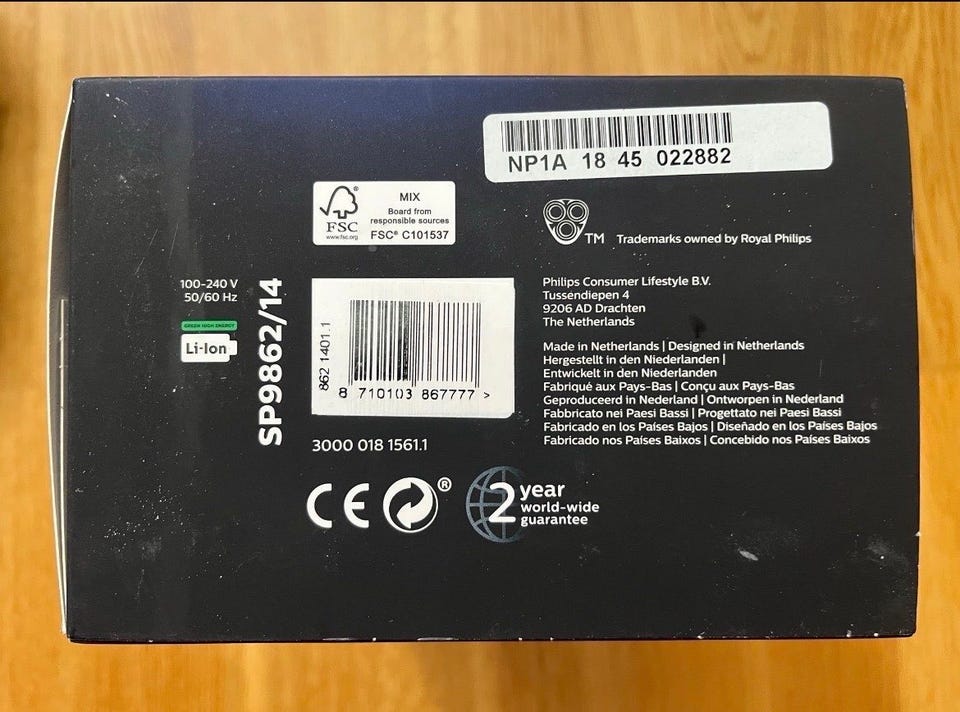 NP1A 18 45 022882
FSC®
www.fsc.org
MIX
Board from
responsible sources
FSC® C101537
TM Trademarks owned by Royal Philips
100-240 V
50/60 Hz
GREEN HIGH ENERGY
Li-Ion
SP9862/14
862 1401.1
8 710103 867777 >
3000 018 1561.1
Philips Consumer Lifestyle B.V.
Tussendiepen 4
9206 AD Drachten
The Netherlands
Made in Netherlands | Designed in Netherlands
Hergestellt in den Niederlanden |
Entwickelt in den Niederlanden
Fabriqué aux Pays-Bas | Conçu aux Pays-Bas
Geproduceerd in Nederland | Ontworpen in Nederland
Fabbricato nei Paesi Bassi | Progettato nei Paesi Bassi
Fabricado en los Países Bajos | Diseñado en los Países Bajos
Fabricado nos Países Baixos | Concebido nos Países Baixos
CE ®
2 year
world-wide
guarantee